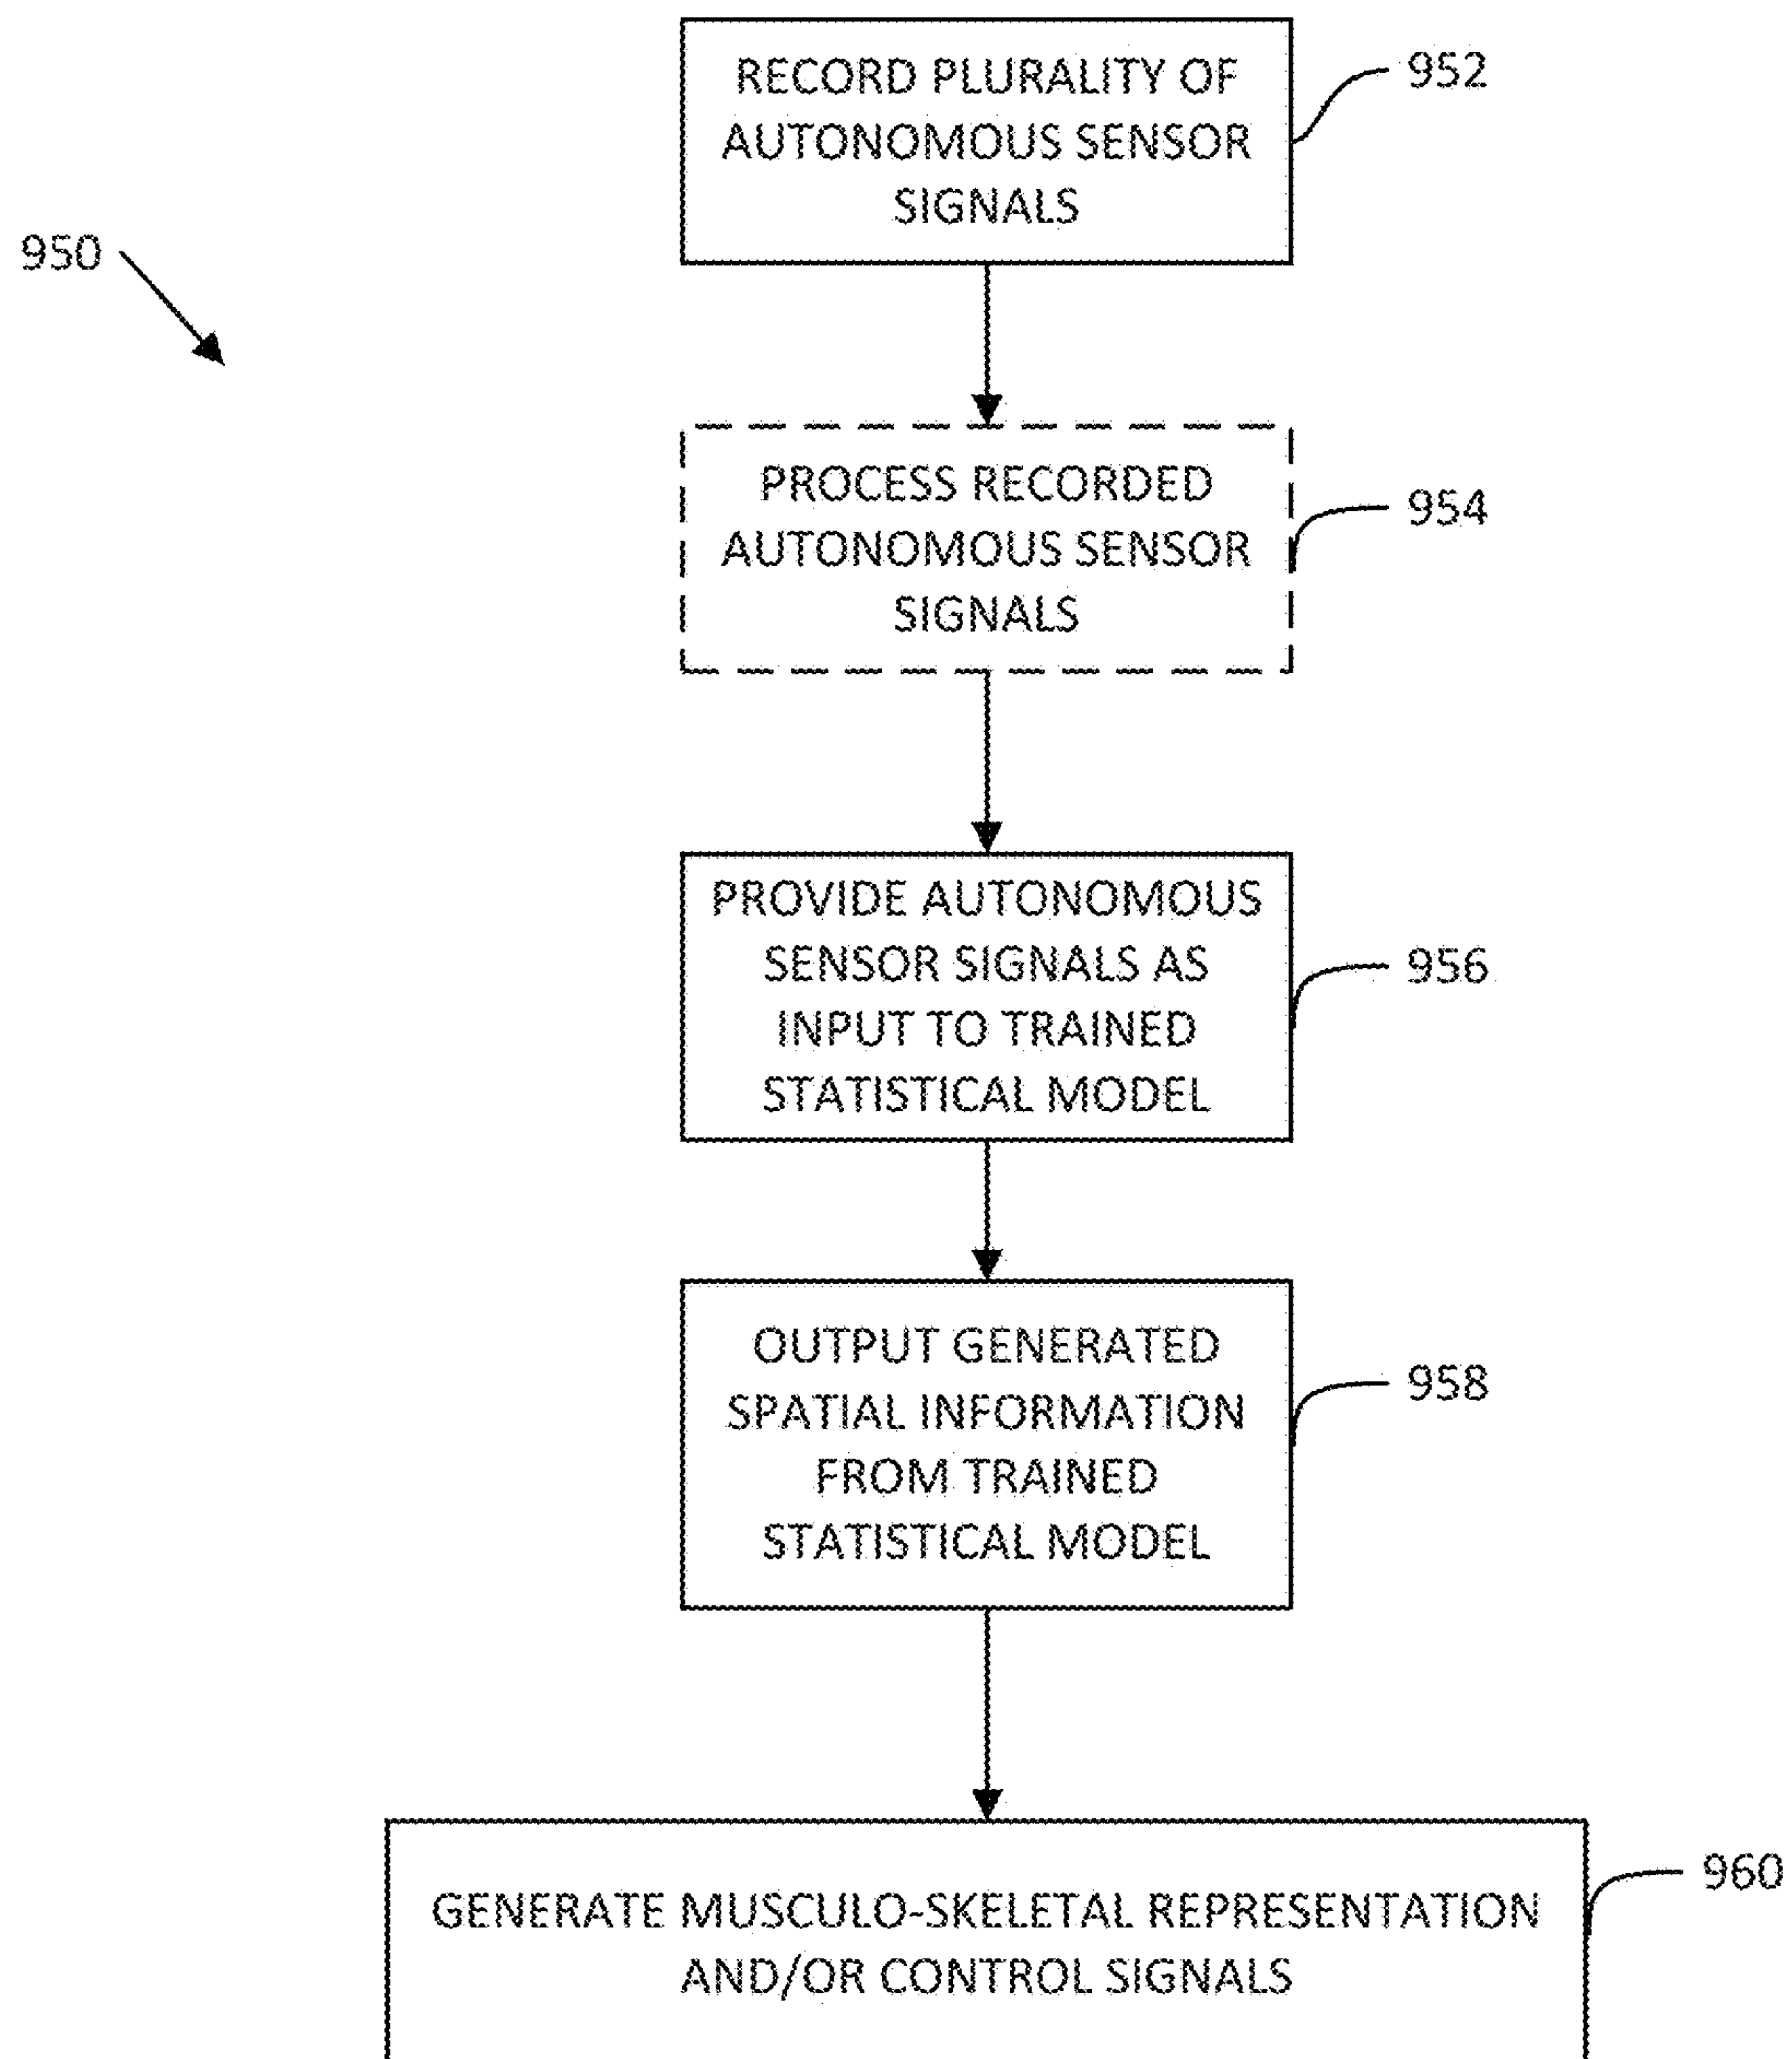 RECORD PLURALITY OF
AUTONOMOUS SENSOR
SIGNALS
952
950
PROCESS RECORDED
AUTONOMOUS SENSOR
SIGNALS
954
PROVIDE AUTONOMOUS
SENSOR SIGNALS AS
INPUT TO TRAINED
STATISTICAL MODEL
956
OUTPUT GENERATED
SPATIAL INFORMATION
FROM TRAINED
STATISTICAL MODEL
958
GENERATE MUSCULO-SKELETAL REPRESENTATION
AND/OR CONTROL SIGNALS
960